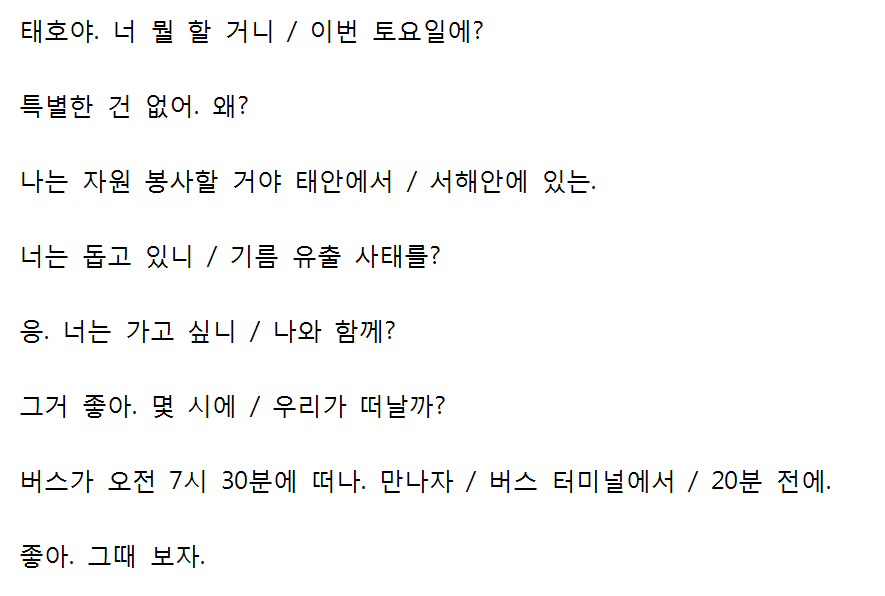 태호야. 너 뭘 할 거니 / 이번 토요일에?
특별한 건 없어. 왜?
나는 자원 봉사할 거야 태안에서 / 서해안에 있는.
너는 돕고 있니 / 기름 유출 사태를?
응. 너는 가고 싶니 / 나와 함께?
그거 좋아. 몇 시에 / 우리가 떠날까?
버스가 오전 7시 30분에 떠나. 만나자 / 버스 터미널에서 / 20분 전에.
좋아. 그때 보자.